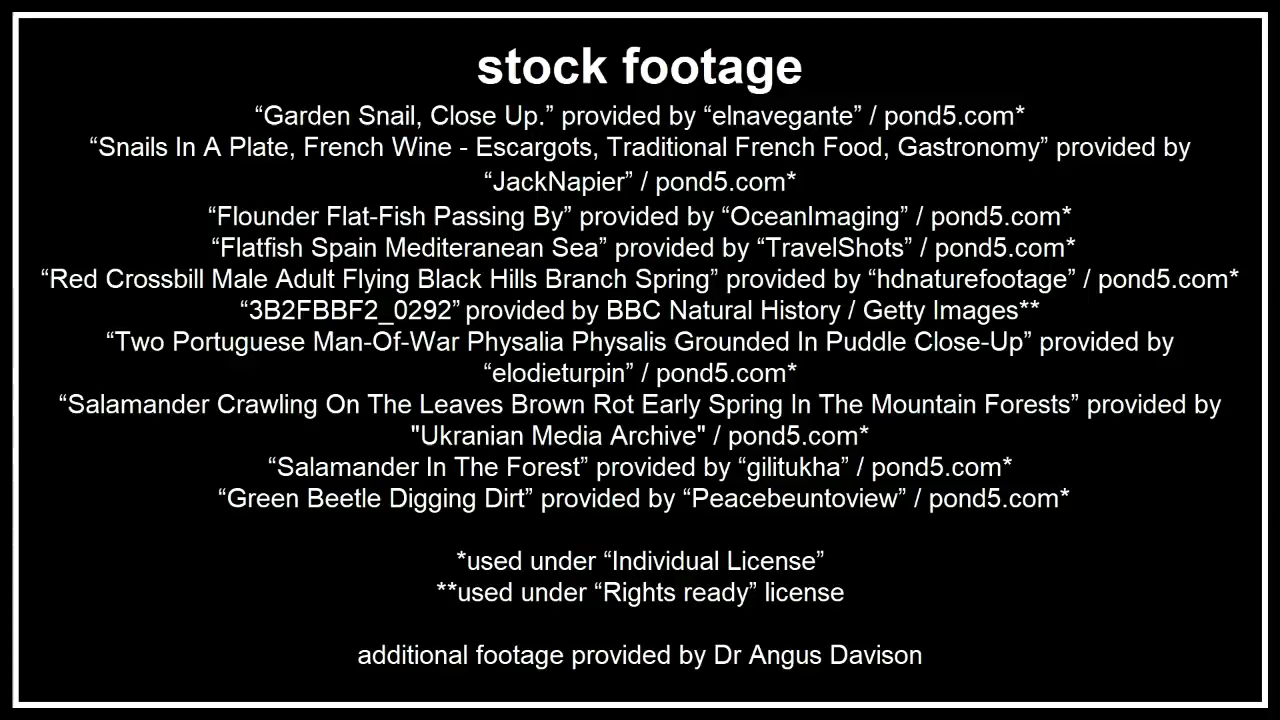 stock footage
“Garden Snail, Close Up.” provided by “elnavegante” / pond5.com*
“Snails In A Plate, French Wine - Escargots, Traditional French Food, Gastronomy” provided by
“JackNapier” / pond5.com*
“Flounder Flat-Fish Passing By” provided by “OceanImaging” / pond5.com*
“Flatfish Spain Mediteranean Sea” provided by “TravelShots” / pond5.com*
“Red Crossbill Male Adult Flying Black Hills Branch Spring” provided by “hdnaturefootage” / pond5.com*
“3B2FBBF2_0292” provided by BBC Natural History / Getty Images**
“Two Portuguese Man-Of-War Physalia Physalis Grounded In Puddle Close-Up” provided by
“elodieturpin” / pond5.com*
“Salamander Crawling On The Leaves Brown Rot Early Spring In The Mountain Forests” provided by
"Ukranian Media Archive" / pond5.com*
“Salamander In The Forest” provided by “gilitukha” / pond5.com*
“Green Beetle Digging Dirt” provided by “Peacebeuntoview” / pond5.com*
*used under “Individual License”
**used under “Rights ready” license
additional footage provided by Dr Angus Davison